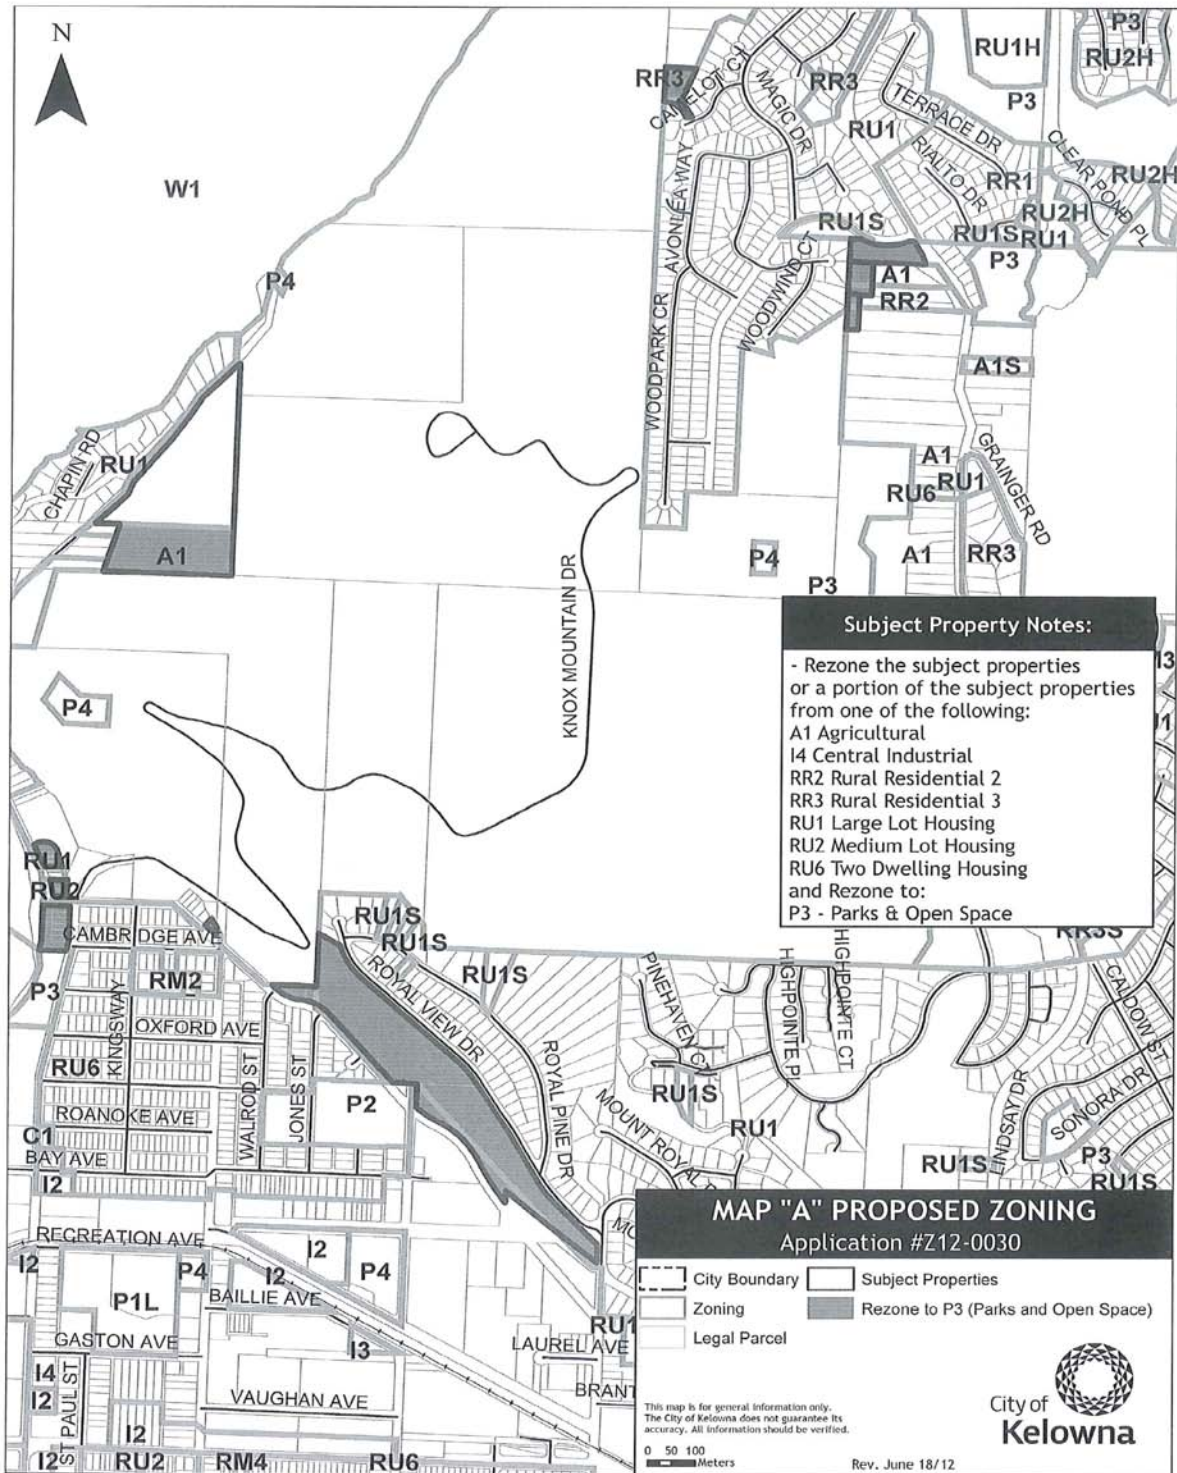 N
W1
P4
RR3
CAMELOT CT
MAGIC DR
RR3
RU1H
P3
RU2H
P3
TERRACE DR
RU1
RIALTO DR
RR1
CLEAR POND PL
RU2H
RU2H
AVONLEA WAY
RU1S
RU1S
RU1
P3
WOODWIND CT
A1
RR2
WOODPARK CR
A1S
CHAPIN RD
RU1
A1
A1
RU1
RU6
GRAINGER RD
A1
RR3
P4
P3
KNOX MOUNTAIN DR
P4
Subject Property Notes:
- Rezone the subject properties
or a portion of the subject properties
from one of the following:
A1 Agricultural
I4 Central Industrial
RR2 Rural Residential 2
RR3 Rural Residential 3
RU1 Large Lot Housing
RU2 Medium Lot Housing
RU6 Two Dwelling Housing
and Rezone to:
P3 - Parks & Open Space
RU1
RU2
CAMBRIDGE AVE
RM2
P3
KINGSWAY
OXFORD AVE
RU6
WALROD ST
JONES ST
ROANOKE AVE
P2
C1
BAY AVE
I2
RU1S
RU1S
RU1S
ROYAL VIEW DR
ROYAL PINE DR
PINEHAVEN CT
HIGHPOINTE PL
HIGHPOINTE CT
RR3S
CALDOW ST
RU1S
MOUNT ROYAL
RU1
LINDSAY DR
SONORA DR
P3
RU1S
RU1S
RECREATION AVE
I2
I2
P4
I2
P4
P1L
BAILLIE AVE
GASTON AVE
I3
LAUREL AVE
RU1
I4
I2
ST PAUL ST
VAUGHAN AVE
I2
I2
RU2
RM4
RU6
MAP "A" PROPOSED ZONING
Application #Z12-0030
City Boundary
Subject Properties
Zoning
Rezone to P3 (Parks and Open Space)
Legal Parcel
This map is for general information only.
The City of Kelowna does not guarantee its
accuracy. All information should be verified.
0 50 100
Meters
Rev. June 18/12
City of
Kelowna